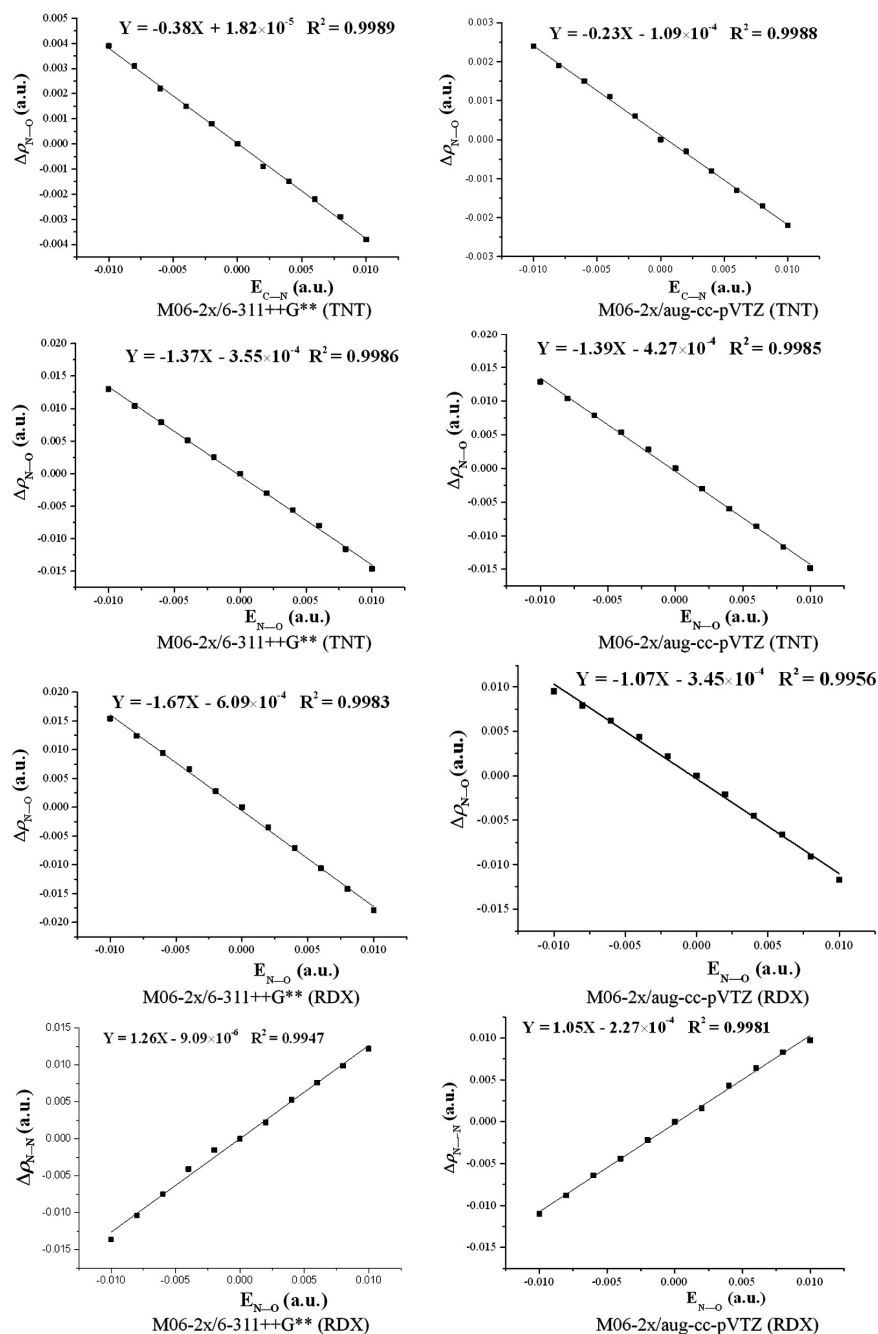 Y = -0.38X + 1.82×10⁻⁵ R² = 0.9989
0.005
0.004
0.003
0.002
0.001
0.000
-0.001
-0.002
-0.003
-0.004
Δρ N—O (a.u.)
-0.010 -0.005 0.000 0.005 0.010
E C—N (a.u.)
M06-2x/6-311++G** (TNT)
Y = -0.23X - 1.09×10⁻⁴ R² = 0.9988
0.003
0.002
0.001
0.000
-0.001
-0.002
-0.003
Δρ N—O (a.u.)
-0.010 -0.005 0.000 0.005 0.010
E C—N (a.u.)
M06-2x/aug-cc-pVTZ (TNT)
Y = -1.37X - 3.55×10⁻⁴ R² = 0.9986
0.020
0.015
0.010
0.005
0.000
-0.005
-0.010
-0.015
Δρ N—O (a.u.)
-0.010 -0.005 0.000 0.005 0.010
E N—O (a.u.)
M06-2x/6-311++G** (TNT)
Y = -1.39X - 4.27×10⁻⁴ R² = 0.9985
0.020
0.015
0.010
0.005
0.000
-0.005
-0.010
-0.015
Δρ N—O (a.u.)
-0.010 -0.005 0.000 0.005 0.010
E N—O (a.u.)
M06-2x/aug-cc-pVTZ (TNT)
Y = -1.67X - 6.09×10⁻⁴ R² = 0.9983
0.020
0.015
0.010
0.005
0.000
-0.005
-0.010
-0.015
-0.020
Δρ N—O (a.u.)
-0.010 -0.005 0.000 0.005 0.010
E N—O (a.u.)
M06-2x/6-311++G** (RDX)
Y = -1.07X - 3.45×10⁻⁴ R² = 0.9956
0.010
0.005
0.000
-0.005
-0.010
-0.015
Δρ N—O (a.u.)
-0.010 -0.005 0.000 0.005 0.010
E N—O (a.u.)
M06-2x/aug-cc-pVTZ (RDX)
Y = 1.26X - 9.09×10⁻⁶ R² = 0.9947
0.015
0.010
0.005
0.000
-0.005
-0.010
-0.015
Δρ N—N (a.u.)
-0.010 -0.005 0.000 0.005 0.010
E N—O (a.u.)
M06-2x/6-311++G** (RDX)
Y = 1.05X - 2.27×10⁻⁴ R² = 0.9981
0.010
0.005
0.000
-0.005
-0.010
-0.015
Δρ N—N (a.u.)
-0.010 -0.005 0.000 0.005 0.010
E N—O (a.u.)
M06-2x/aug-cc-pVTZ (RDX)